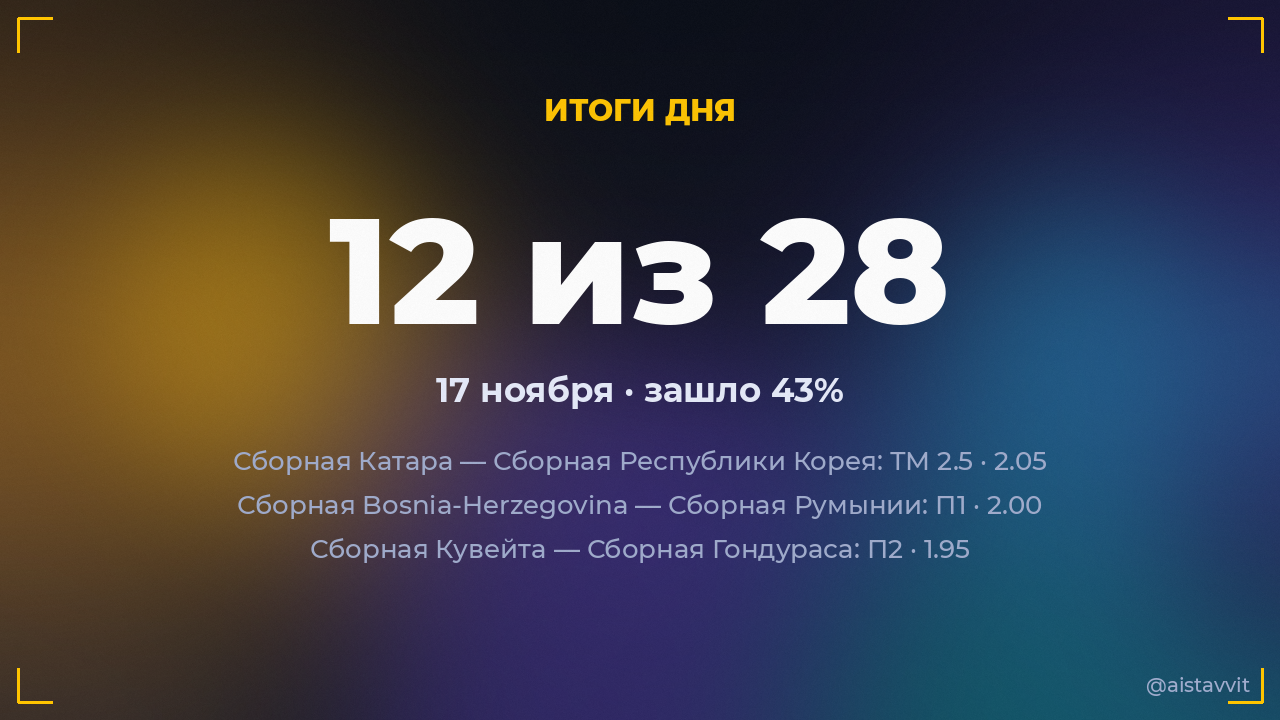 ИТОГИ ДНЯ
12 из 28
17 ноября · зашло 43%
Сборная Катара — Сборная Республики Корея: ТМ 2.5 · 2.05
Сборная Bosnia-Herzegovina — Сборная Румынии: П1 · 2.00
Сборная Кувейта — Сборная Гондураса: П2 · 1.95
@aistavvit